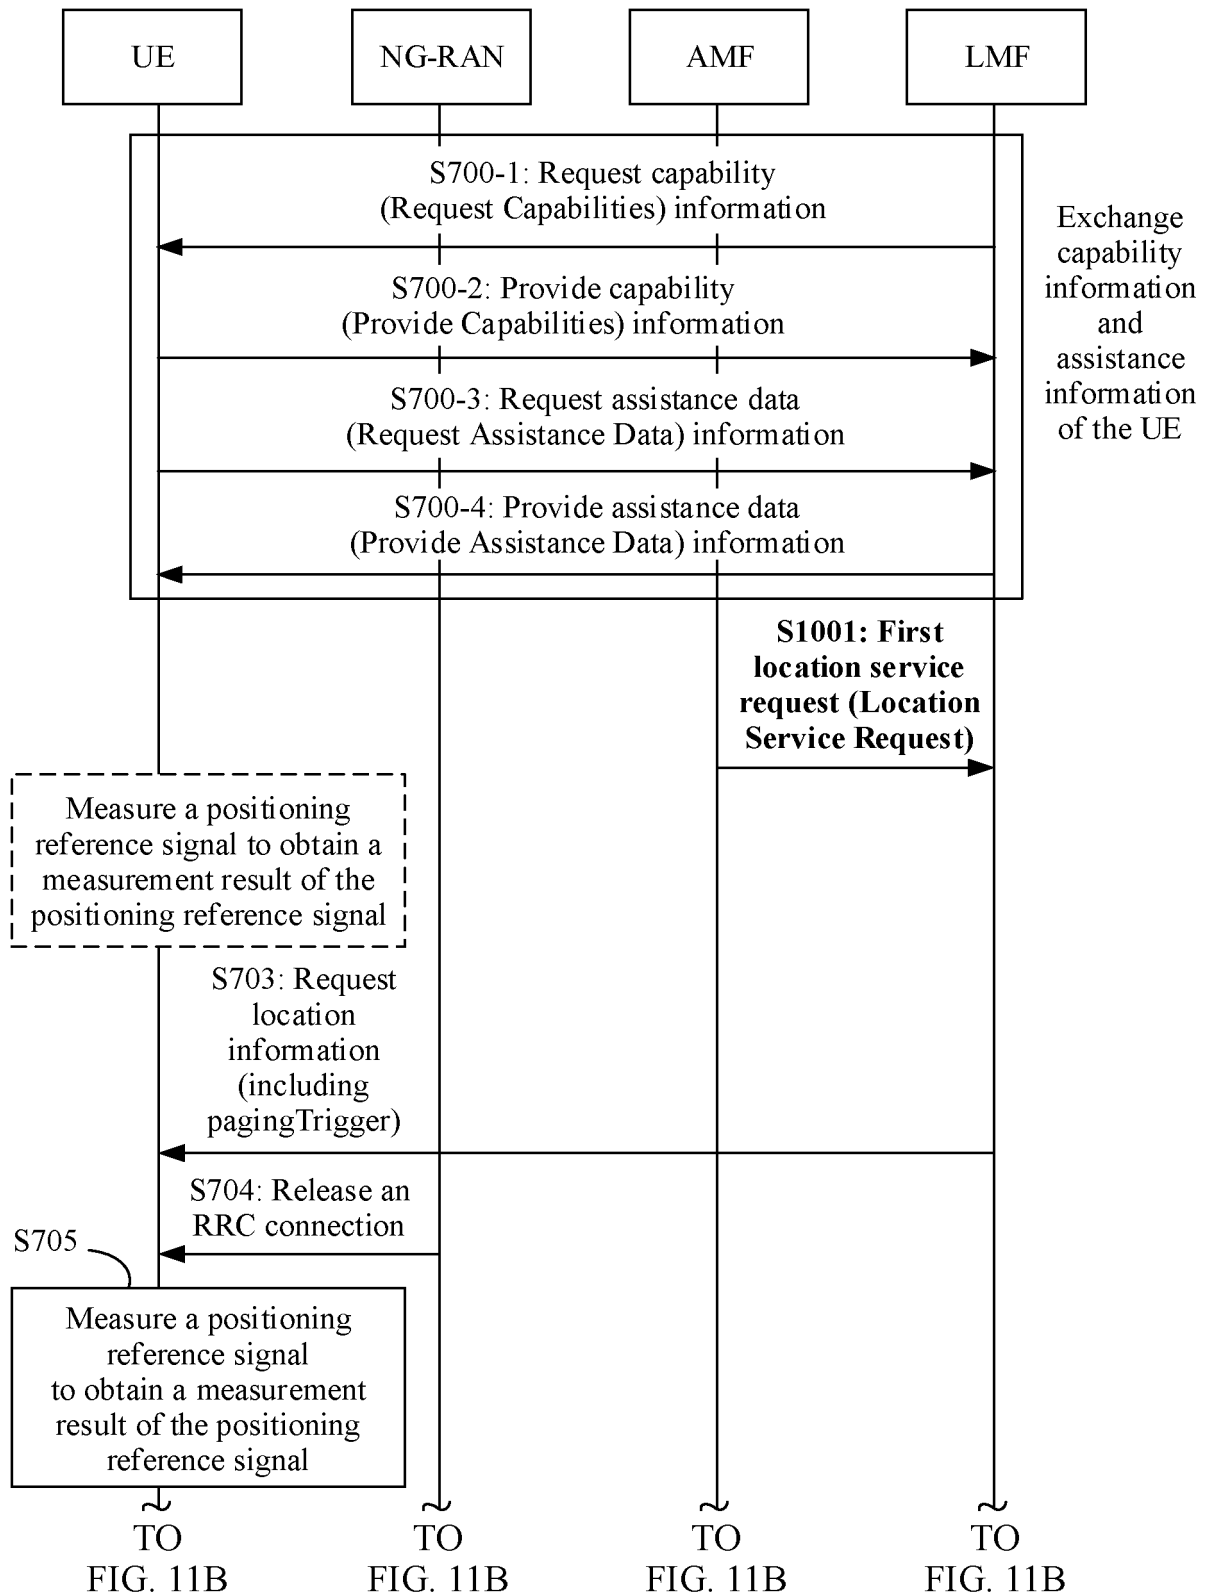 UE
NG-RAN
AMF
LMF
S700-1: Request capability
(Request Capabilities) information
S700-2: Provide capability
(Provide Capabilities) information
S700-3: Request assistance data
(Request Assistance Data) information
S700-4: Provide assistance data
(Provide Assistance Data) information
Exchange
capability
information
and
assistance
information
of the UE
S1001: First
location service
request (Location
Service Request)
Measure a positioning
reference signal to obtain a
measurement result of the
positioning reference signal
S703: Request
location
information
(including
pagingTrigger)
S704: Release an
RRC connection
S705
Measure a positioning
reference signal
to obtain a measurement
result of the positioning
reference signal
TO
FIG. 11B
TO
FIG. 11B
TO
FIG. 11B
TO
FIG. 11B